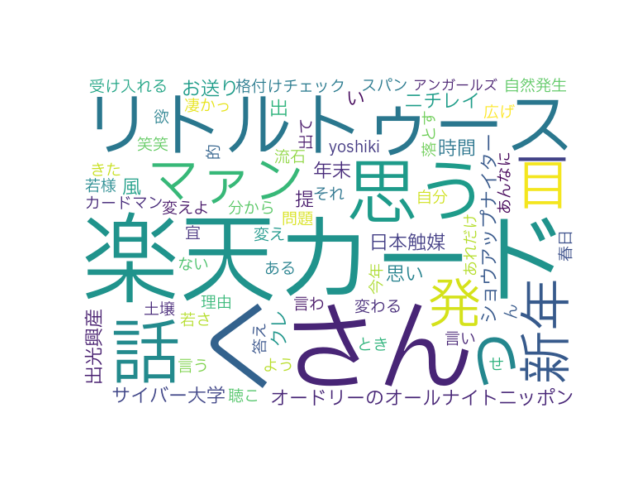 受け入れる お送り 格付けチェック スパン アンガールズ 自然発生
欲 凄かっ 出 い ニチレイ 広げ
リトルトゥース
笑笑 的 出て yoshiki 時間 落とす
きた マァン 流石 年末 思う 皿 あんなに
若様 風 提 それ 自分 ショウアップナイター
カードマン 変えよ 分から 問題 あれだけ
楽天カード
宜 変え 日本触媒 春日
ない ある 今年 思い 発 新年
土壌 理由 言わ 変わる ん
出光興産 話 若さ 答え クレ くさん とき 言い っ
言う よう せ
サイバー大学 聴こ オードリーのオールナイトニッポン